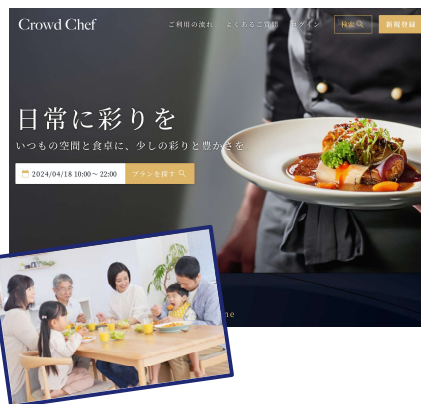 Crowd Chef
ご利用の流れ よくあるご質問 ログイン 検索 新規登録
日常に彩りを
いつもの空間と食卓に、少しの彩りと豊かさを
2024/04/18 10:00～22:00 プランを探す